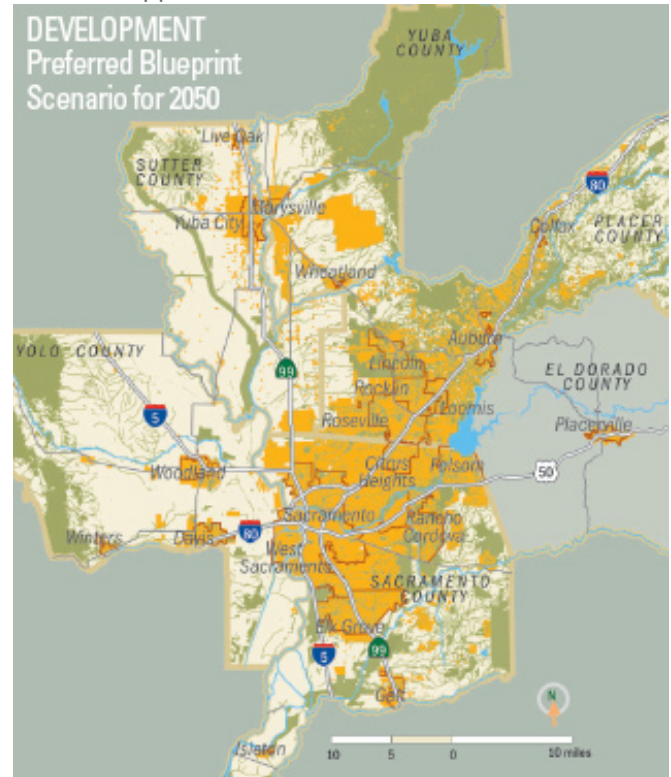 DEVELOPMENT
Preferred Blueprint
Scenario for 2050
YUBA
COUNTY
Live Oak
SUTTER
COUNTY
80
Marysville
Yuba City
Colfax
PLACER
COUNTY
Wheatland
Auburn
YOLO COUNTY
Lincoln
EL DORADO
COUNTY
99
Rocklin
Loomis
5
Roseville
Placerville
Woodland
Citrus
Heights
Folsom
50
Sacramento
Rancho
Cordova
Winters
Davis
80
West
Sacramento
SACRAMENTO
COUNTY
Elk Grove
5
99
Galt
N
Isleton
10 5 0 10 miles